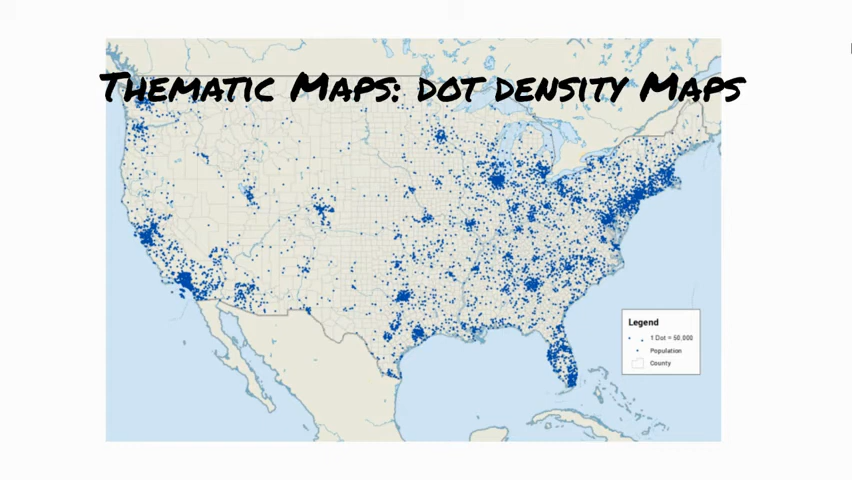 Thematic Maps: dot density Maps
Legend
1 Dot = 50,000
Population
County